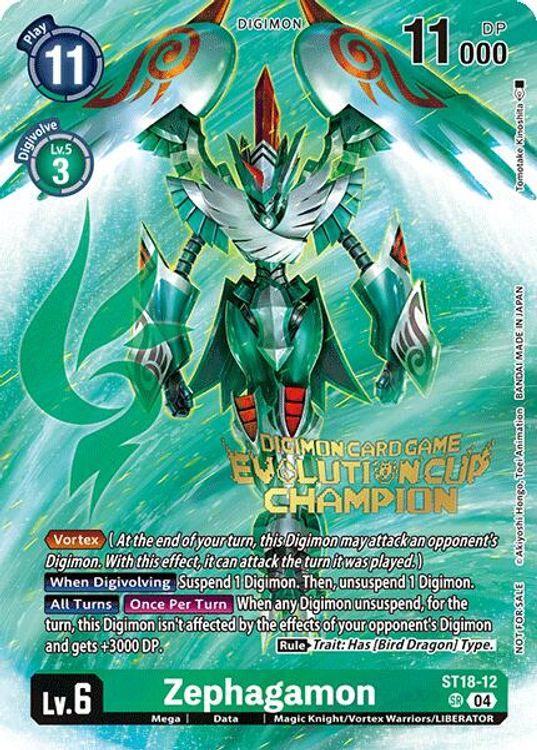 DIGIMON
Play
11
11000
DP
Digivolve
Lv.5
3
Tomotake Kinoshita
DIGIMON CARD GAME
EVOLUTION CUP
CHAMPION
Vortex (At the end of your turn, this Digimon may attack an opponent's
Digimon. With this effect, it can attack the turn it was played.)
When Digivolving Suspend 1 Digimon. Then, unsuspend 1 Digimon.
All Turns Once Per Turn When any Digimon unsuspend, for the
turn, this Digimon isn't affected by the effects of your opponent's Digimon
and gets +3000 DP.
Rule Trait: Has [Bird Dragon] Type.
©Akiyoshi Hongo, Toei Animation BANDAI MADE IN JAPAN
NOT FOR SALE
Lv.6
Zephagamon
ST18-12
SR 04
Mega | Data | Magic Knight/Vortex Warriors/LIBERATOR